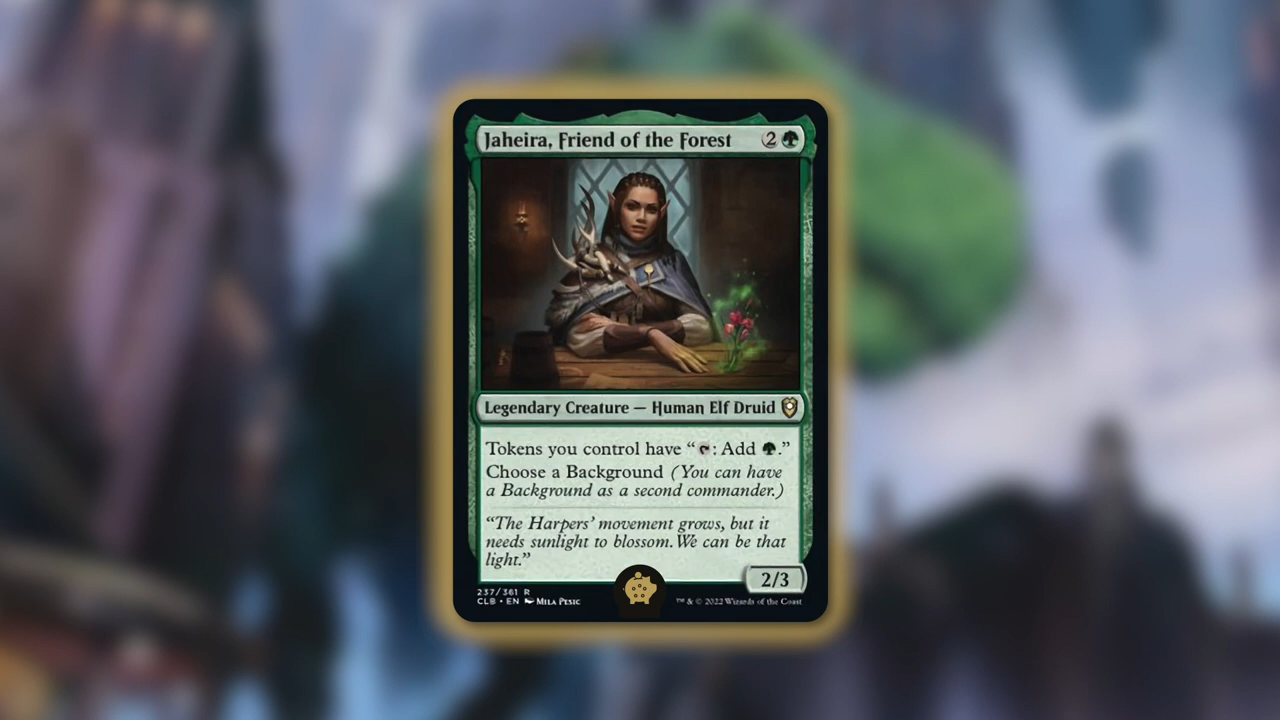 Jaheira, Friend of the Forest 2
Legendary Creature — Human Elf Druid
Tokens you control have “: Add .”
Choose a Background (You can have
a Background as a second commander.)
“The Harpers’ movement grows, but it
needs sunlight to blossom. We can be that
light.”
2/3
237/361 R
CLB • EN Mila Pesic ™ & © 2022 Wizards of the Coast